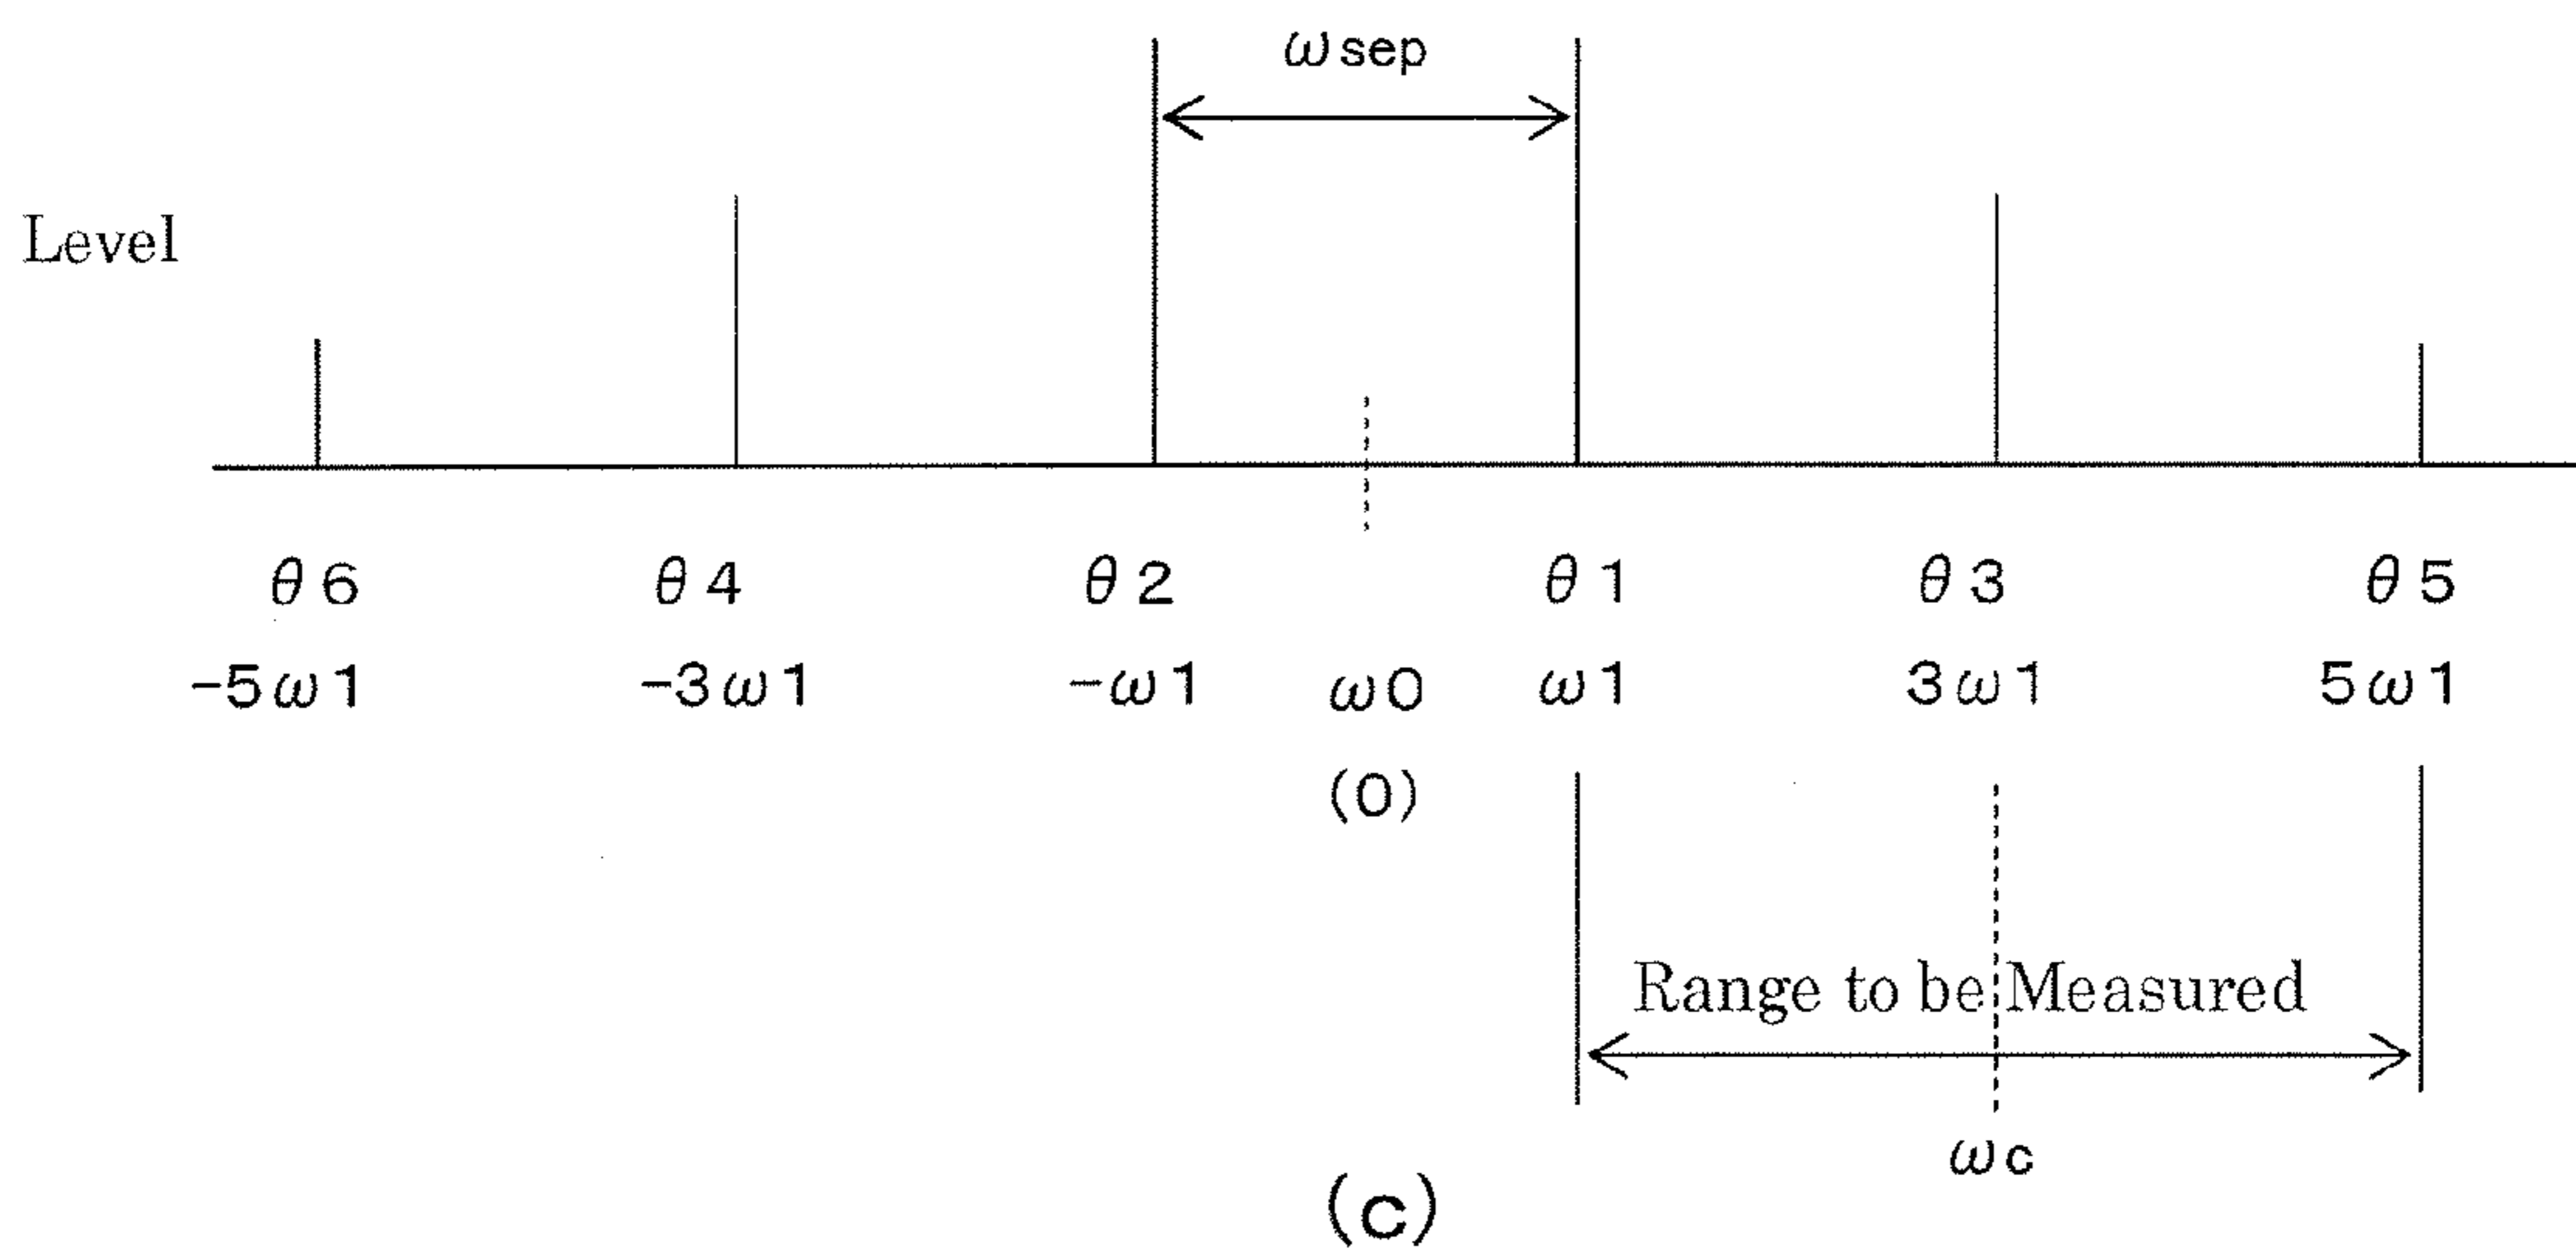 ωsep
Level
θ6 θ4 θ2 θ1 θ3 θ5
-5ω1 -3ω1 -ω1 ω0 ω1 3ω1 5ω1
(0)
Range to be Measured
ωc
(c)